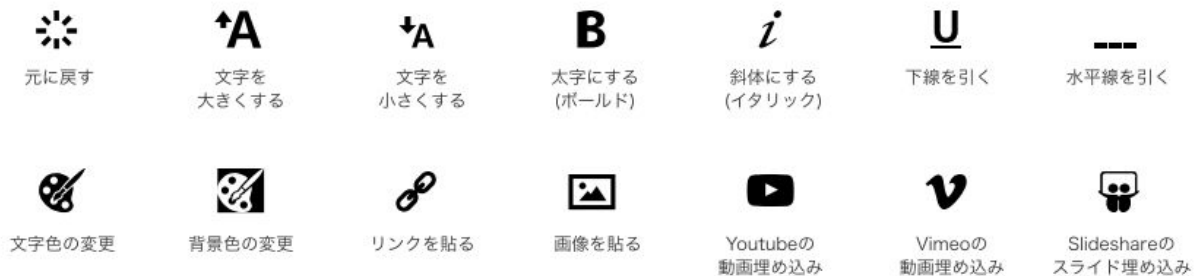 元に戻す
文字を
大きくする
文字を
小さくする
太字にする
(ボールド)
斜体にする
(イタリック)
下線を引く
水平線を引く
文字色の変更
背景色の変更
リンクを貼る
画像を貼る
Youtubeの
動画埋め込み
Vimeoの
動画埋め込み
Slideshareの
スライド埋め込み